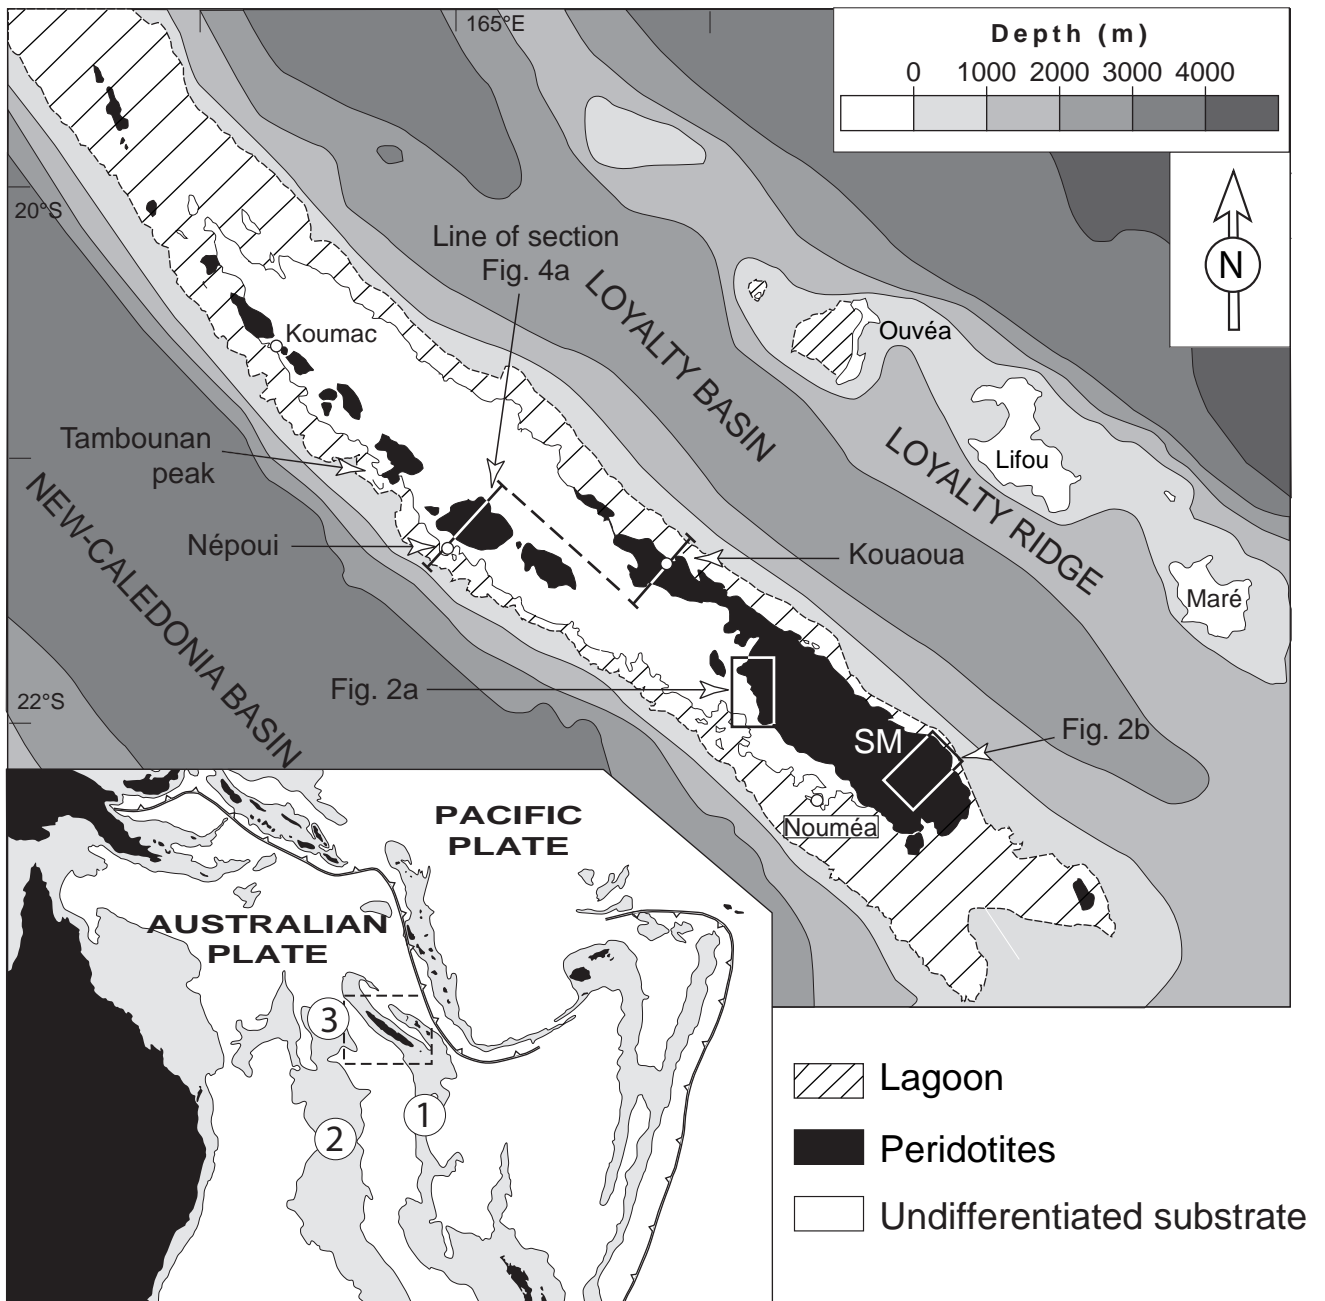 165°E
Depth (m)
0 1000 2000 3000 4000
20°S
N
Line of section
Fig. 4a
LOYALTY BASIN
Ouvéa
Koumac
LOYALTY RIDGE
Lifou
Tambounan
peak
NEW-CALEDONIA BASIN
Népoui
Kouaoua
Maré
Fig. 2a
22°S
SM
Fig. 2b
Nouméa
PACIFIC
PLATE
AUSTRALIAN
PLATE
3
1
2
Lagoon
Peridotites
Undifferentiated substrate